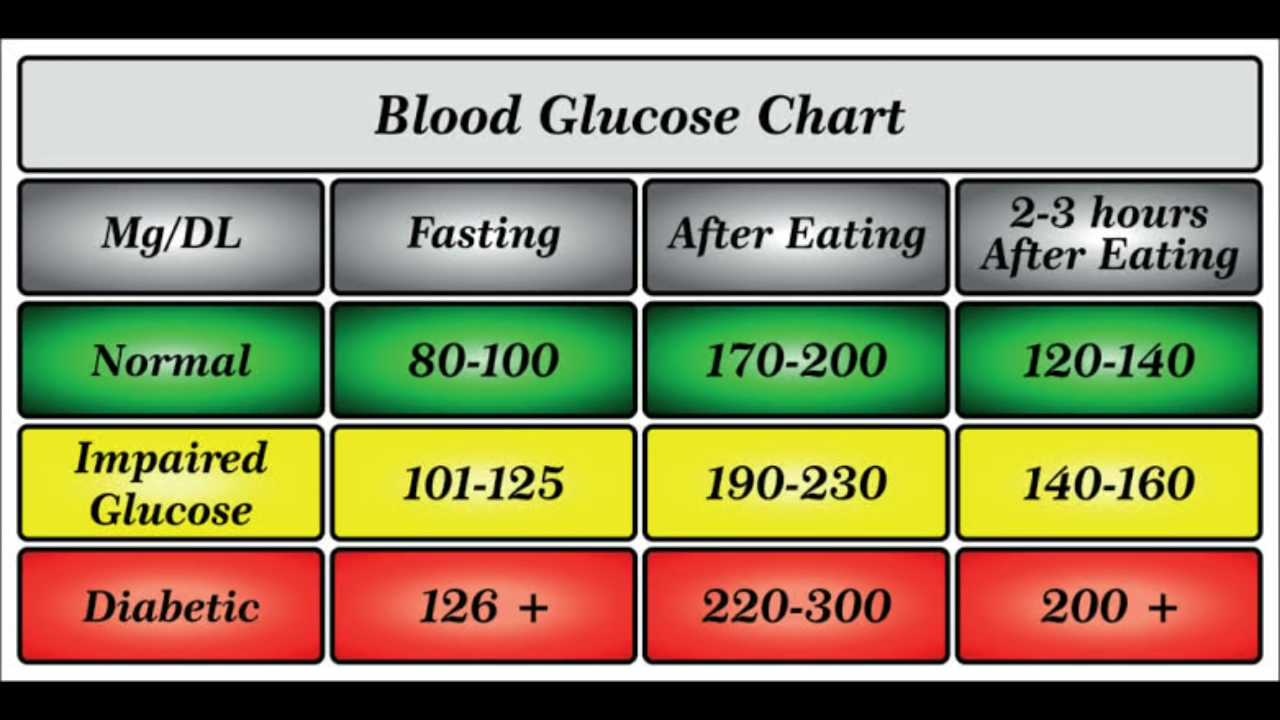 Blood Glucose Chart
Mg/DL
Fasting
After Eating
2-3 hours
After Eating
Normal
80-100
170-200
120-140
Impaired
Glucose
101-125
190-230
140-160
Diabetic
126 +
220-300
200 +